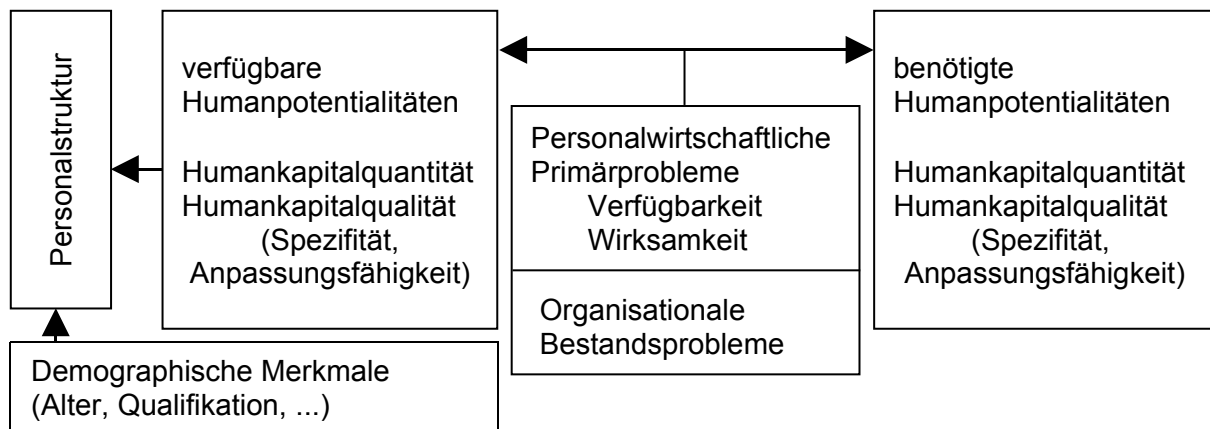 Personalstruktur
verfügbare
Humanpotentialitäten
Humankapitalquantität
Humankapitalqualität
(Spezifität,
Anpassungsfähigkeit)
Personalwirtschaftliche
Primärprobleme
Verfügbarkeit
Wirksamkeit
Organisationale
Bestandsprobleme
benötigte
Humanpotentialitäten
Humankapitalquantität
Humankapitalqualität
(Spezifität,
Anpassungsfähigkeit)
Demographische Merkmale
(Alter, Qualifikation, ...)